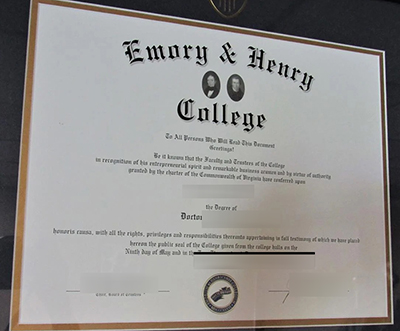 Emory & Henry
College
To All Persons Who Will Read This Document
Greetings!
Be it known that the Faculty and Trustees of the College
in recognition of his entrepreneurial spirit and remarkable business acumen and by virtue of authority
granted by the charter of the Commonwealth of Virginia have conferred upon
the Degree of
Doctor
honoris causa, with all the rights, privileges and responsibilities thereunto appertaining in full testimony of which we have placed
hereon the public seal of the College given from the college halls on the
Ninth day of May and in the